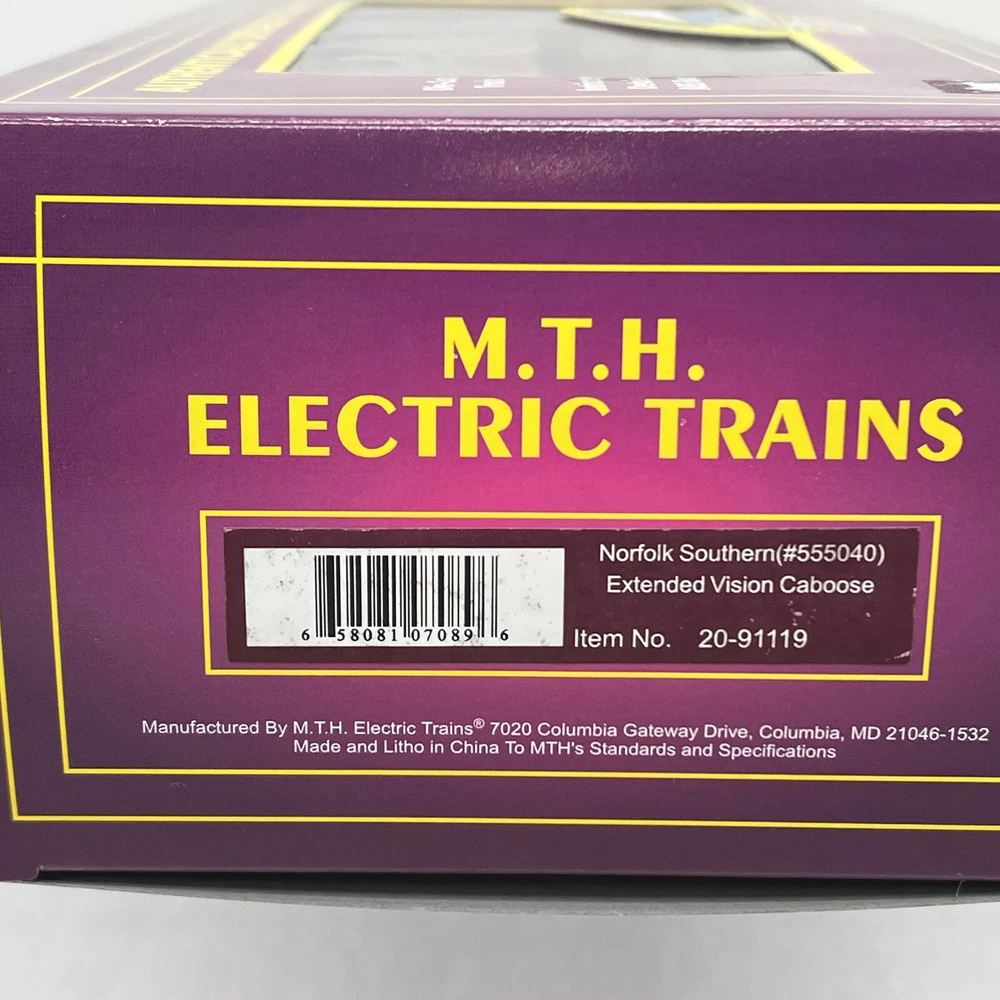 M.T.H.
ELECTRIC TRAINS
Norfolk Southern(#555040)
Extended Vision Caboose
6 58081 07089 6
Item No. 20-91119
Manufactured By M.T.H. Electric Trains® 7020 Columbia Gateway Drive, Columbia, MD 21046-1532
Made and Litho in China To MTH's Standards and Specifications